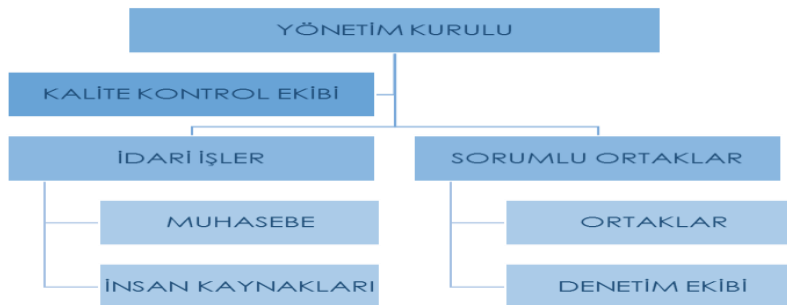 YÖNETİM KURULU
KALİTE KONTROL EKİBİ
İDARİ İŞLER
SORUMLU ORTAKLAR
MUHASEBE
ORTAKLAR
İNSAN KAYNAKLARI
DENETİM EKİBİ